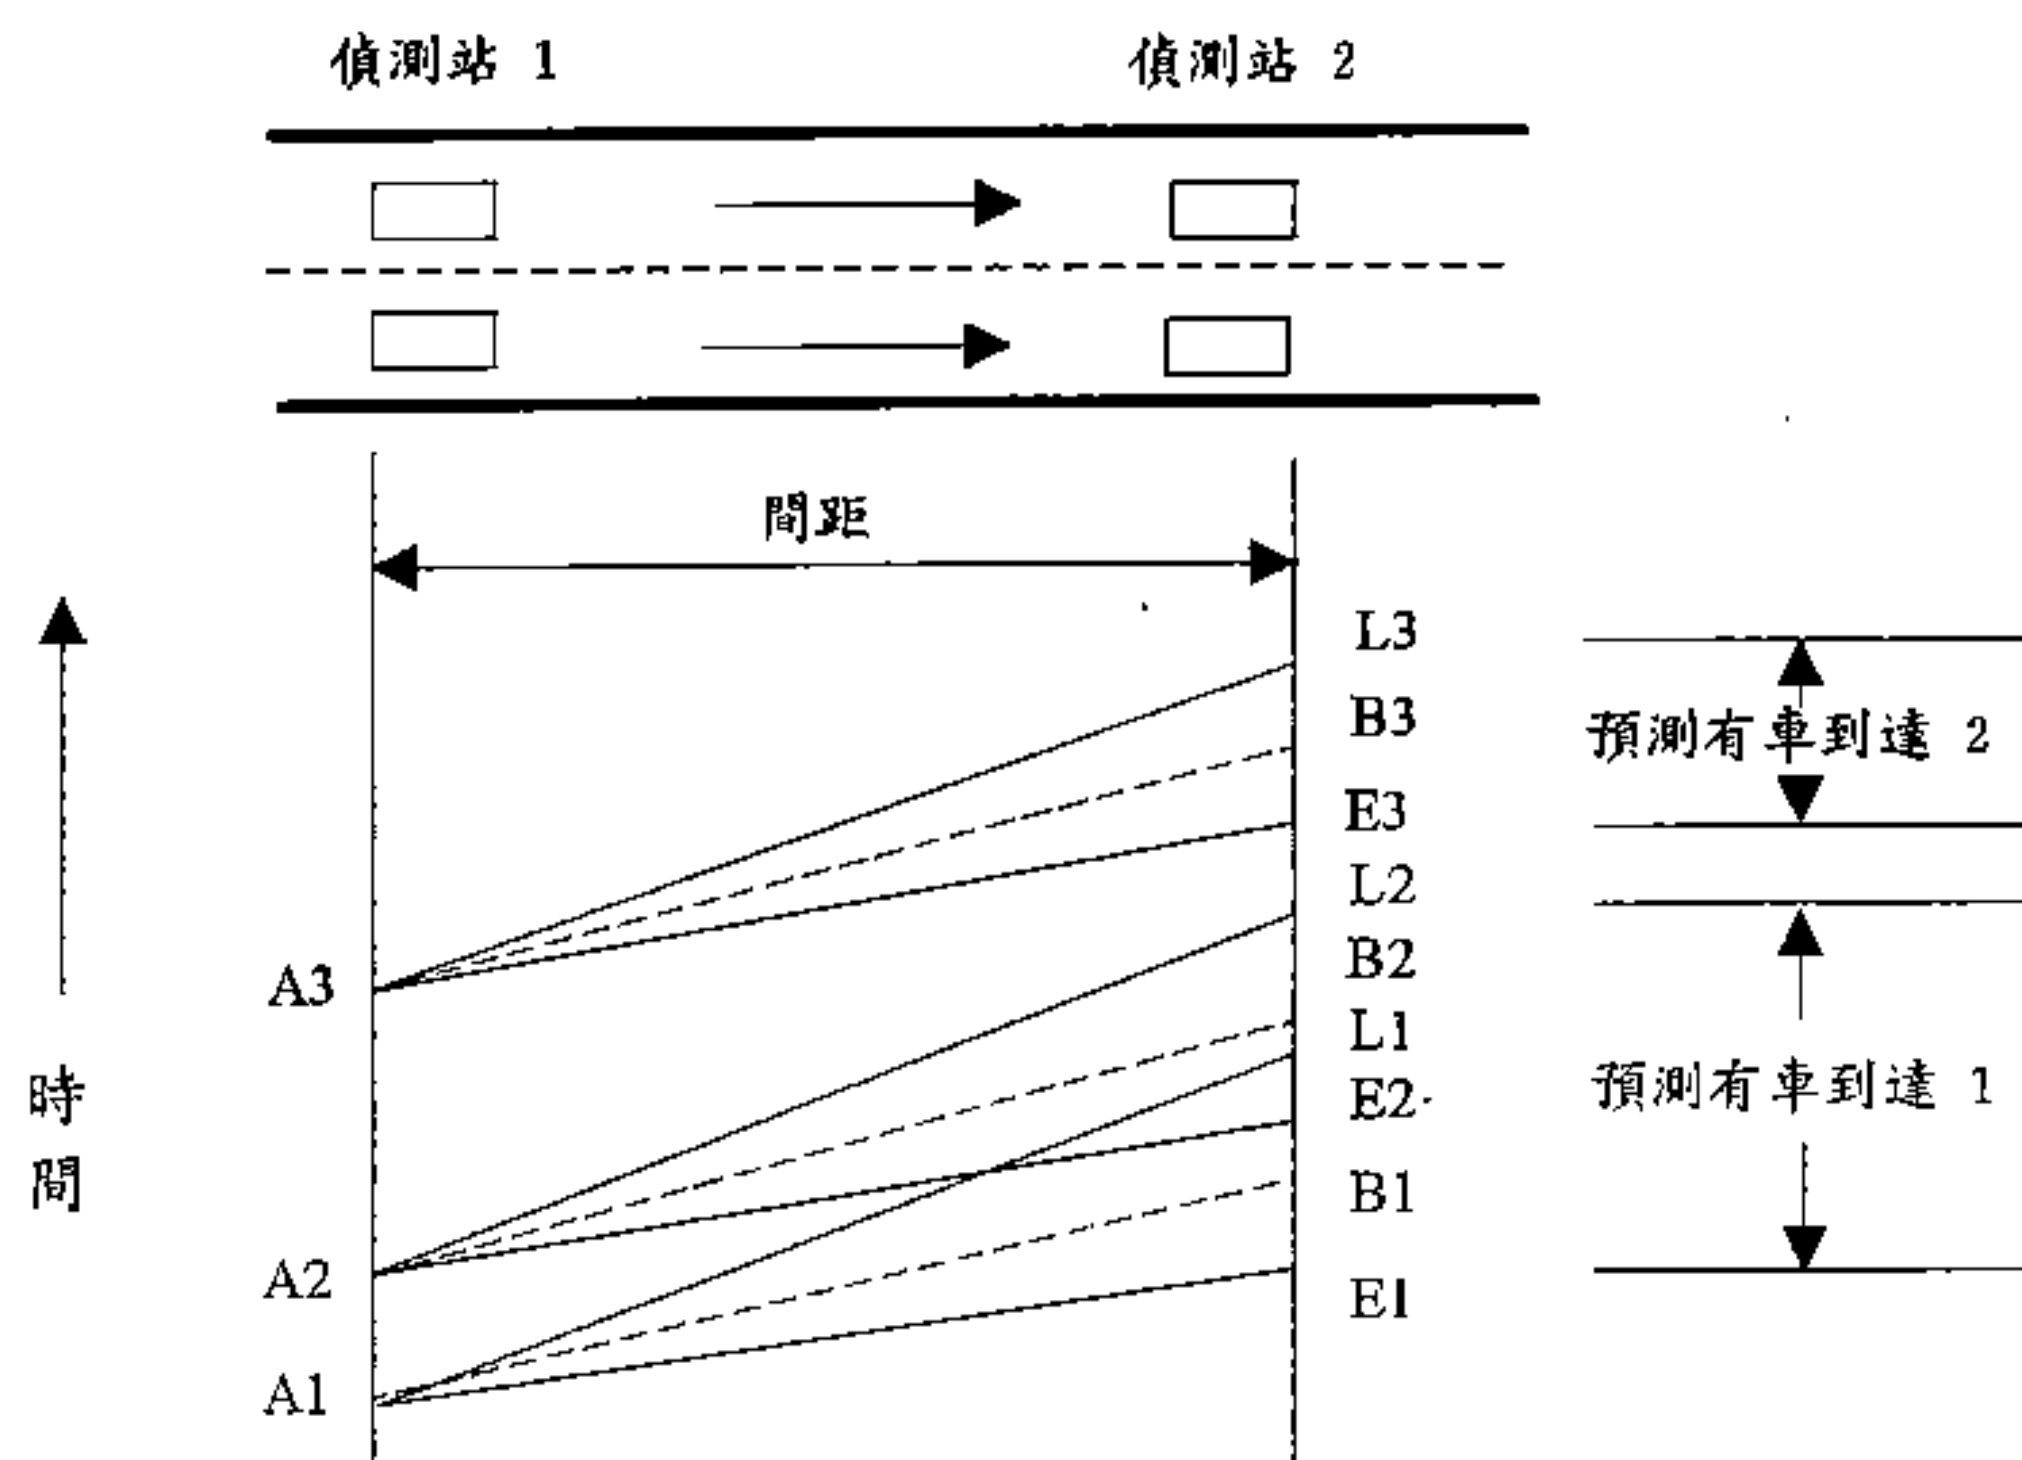 偵測站 1
偵測站 2
間距
L3
B3
預測有車到達 2
E3
L2
B2
A3
L1
時間
E2
預測有車到達 1
B1
A2
E1
A1